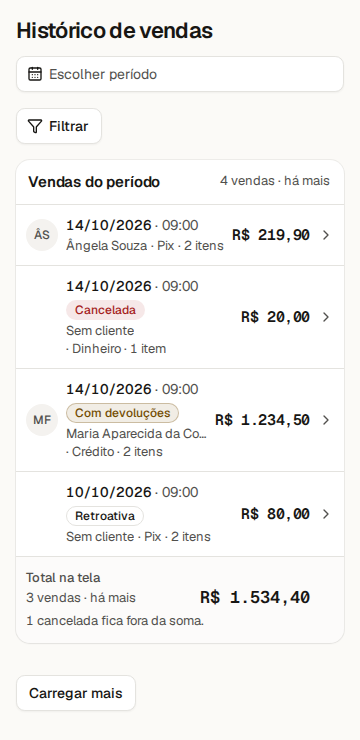 Histórico de vendas
Escolher período
Filtrar
Vendas do período
4 vendas · há mais
ÂS
14/10/2026 · 09:00
Ângela Souza · Pix · 2 itens
R$ 219,90
14/10/2026 · 09:00
Cancelada
Sem cliente
· Dinheiro · 1 item
R$ 20,00
MF
14/10/2026 · 09:00
Com devoluções
Maria Aparecida da Co...
· Crédito · 2 itens
R$ 1.234,50
10/10/2026 · 09:00
Retroativa
Sem cliente · Pix · 2 itens
R$ 80,00
Total na tela
3 vendas · há mais
1 cancelada fica fora da soma.
R$ 1.534,40
Carregar mais